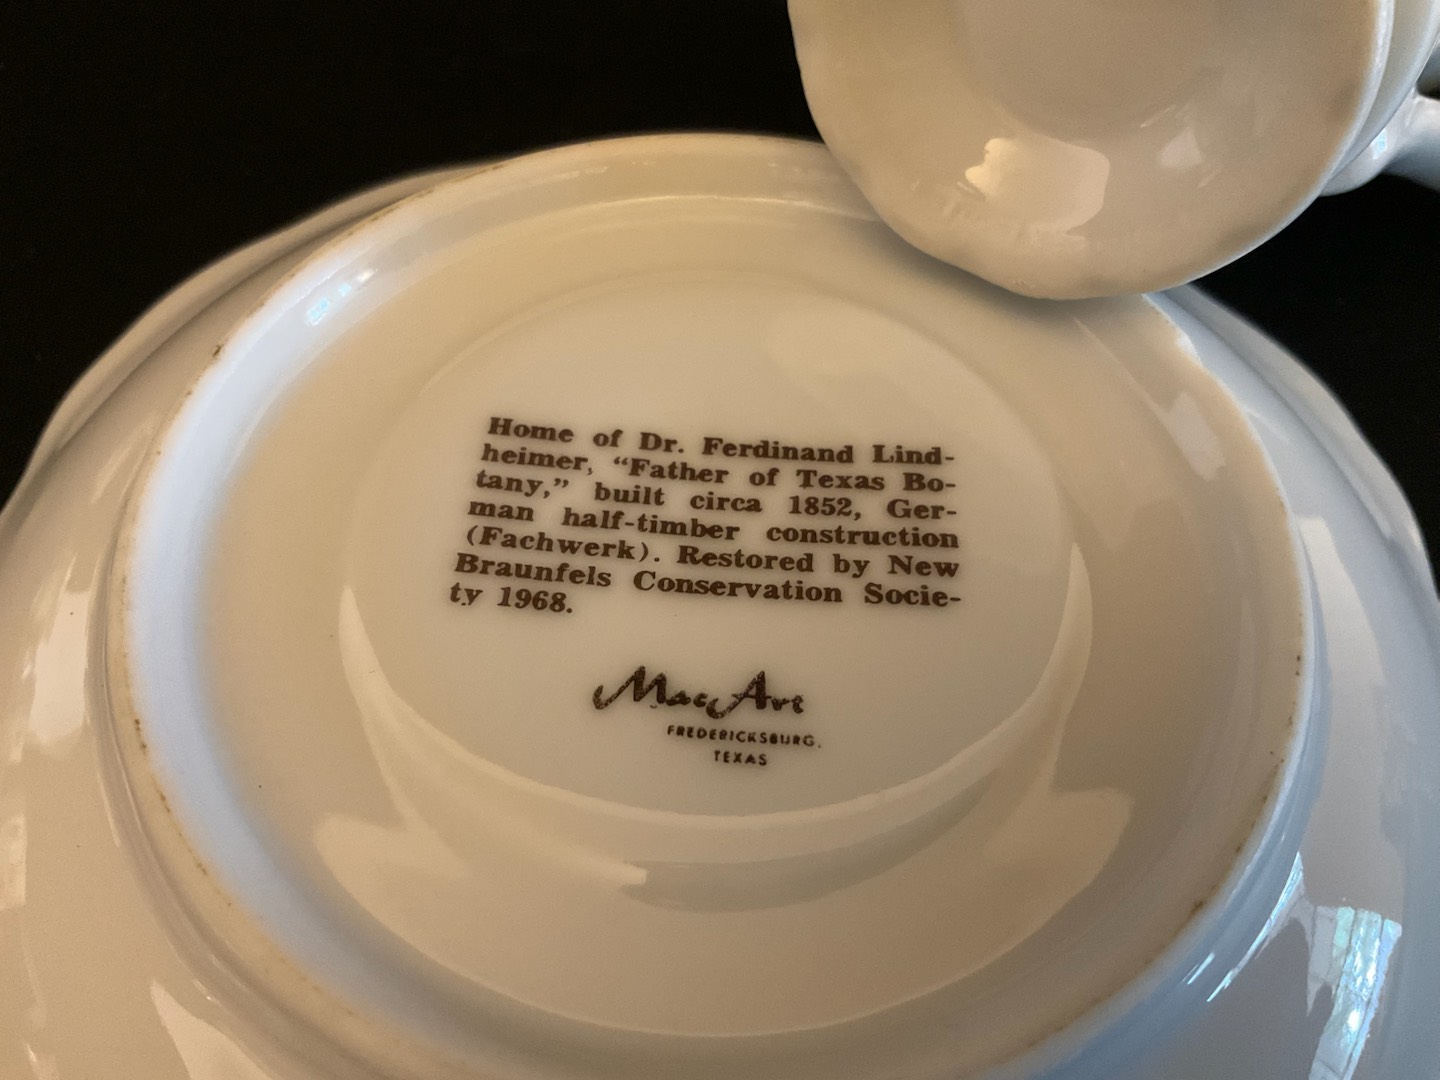 Home of Dr. Ferdinand Lind-
heimer, “Father of Texas Bo-
tany,” built circa 1852, Ger-
man half-timber construction
(Fachwerk). Restored by New
Braunfels Conservation Socie-
ty 1968.
MacArt
FREDERICKSBURG,
TEXAS